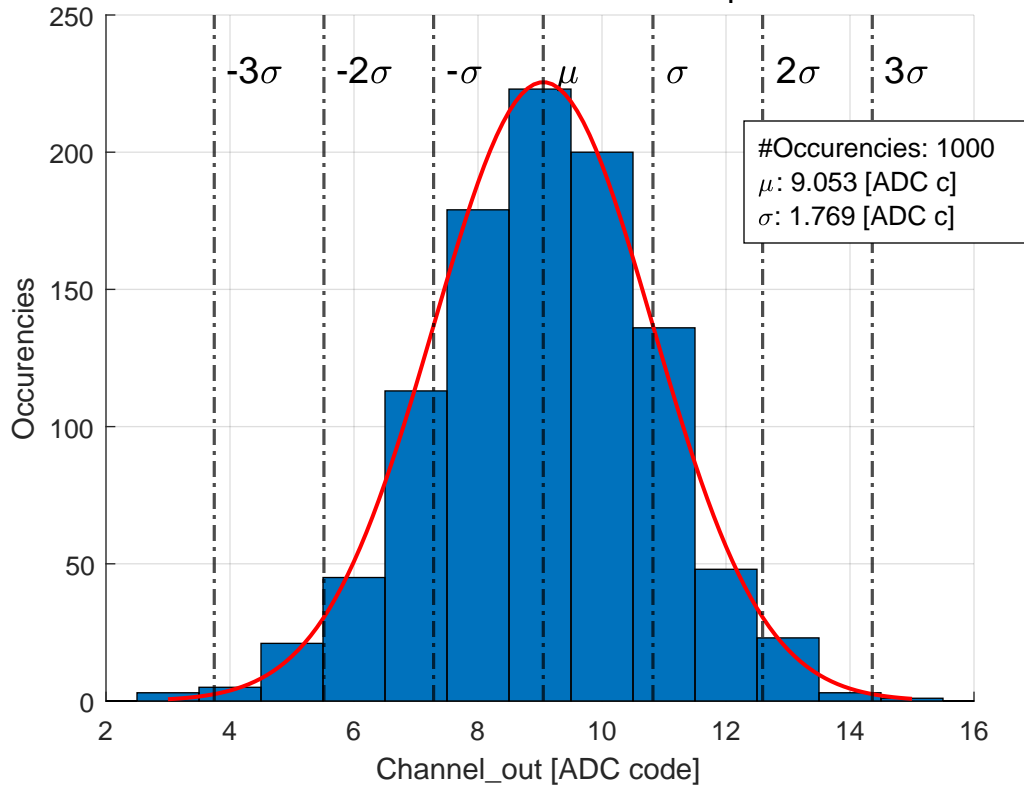 250
200
150
100
50
0
-3σ -2σ -σ μ σ 2σ 3σ
#Occurencies: 1000
μ: 9.053 [ADC c]
σ: 1.769 [ADC c]
Occurencies
2 4 6 8 10 12 14 16
Channel_out [ADC code]